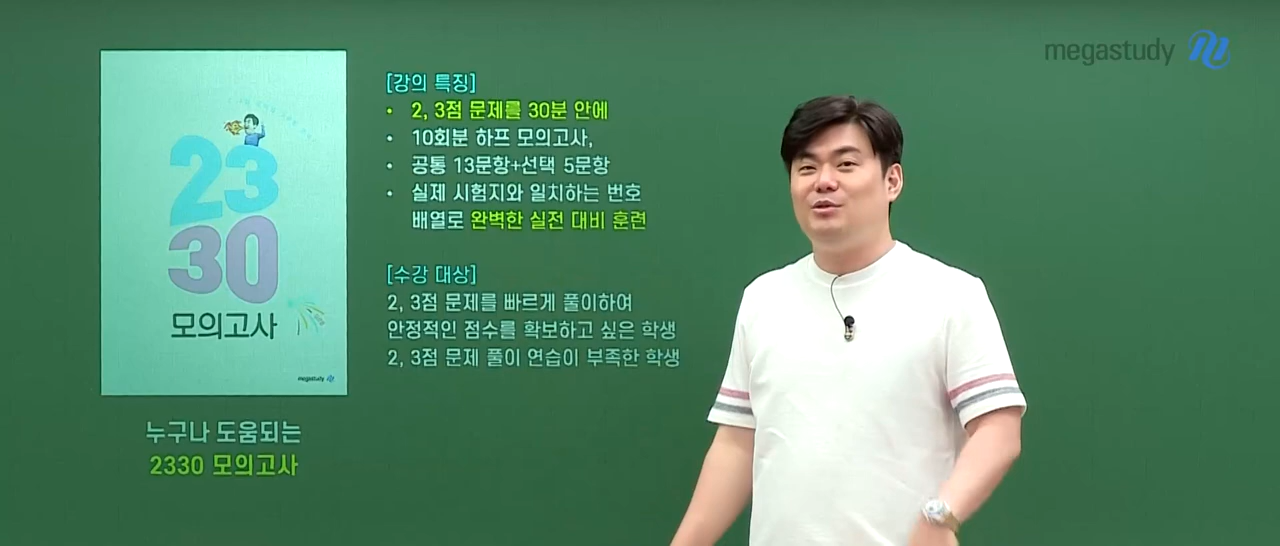 megastudy
23
30
모의고사
megastudy
누구나 도움되는
2330 모의고사
[강의 특징]
• 2, 3점 문제를 30분 안에
• 10회분 하프 모의고사,
• 공통 13문항+선택 5문항
• 실제 시험지와 일치하는 번호
배열로 완벽한 실전 대비 훈련
[수강 대상]
2, 3점 문제를 빠르게 풀이하여
안정적인 점수를 확보하고 싶은 학생
2, 3점 문제 풀이 연습이 부족한 학생